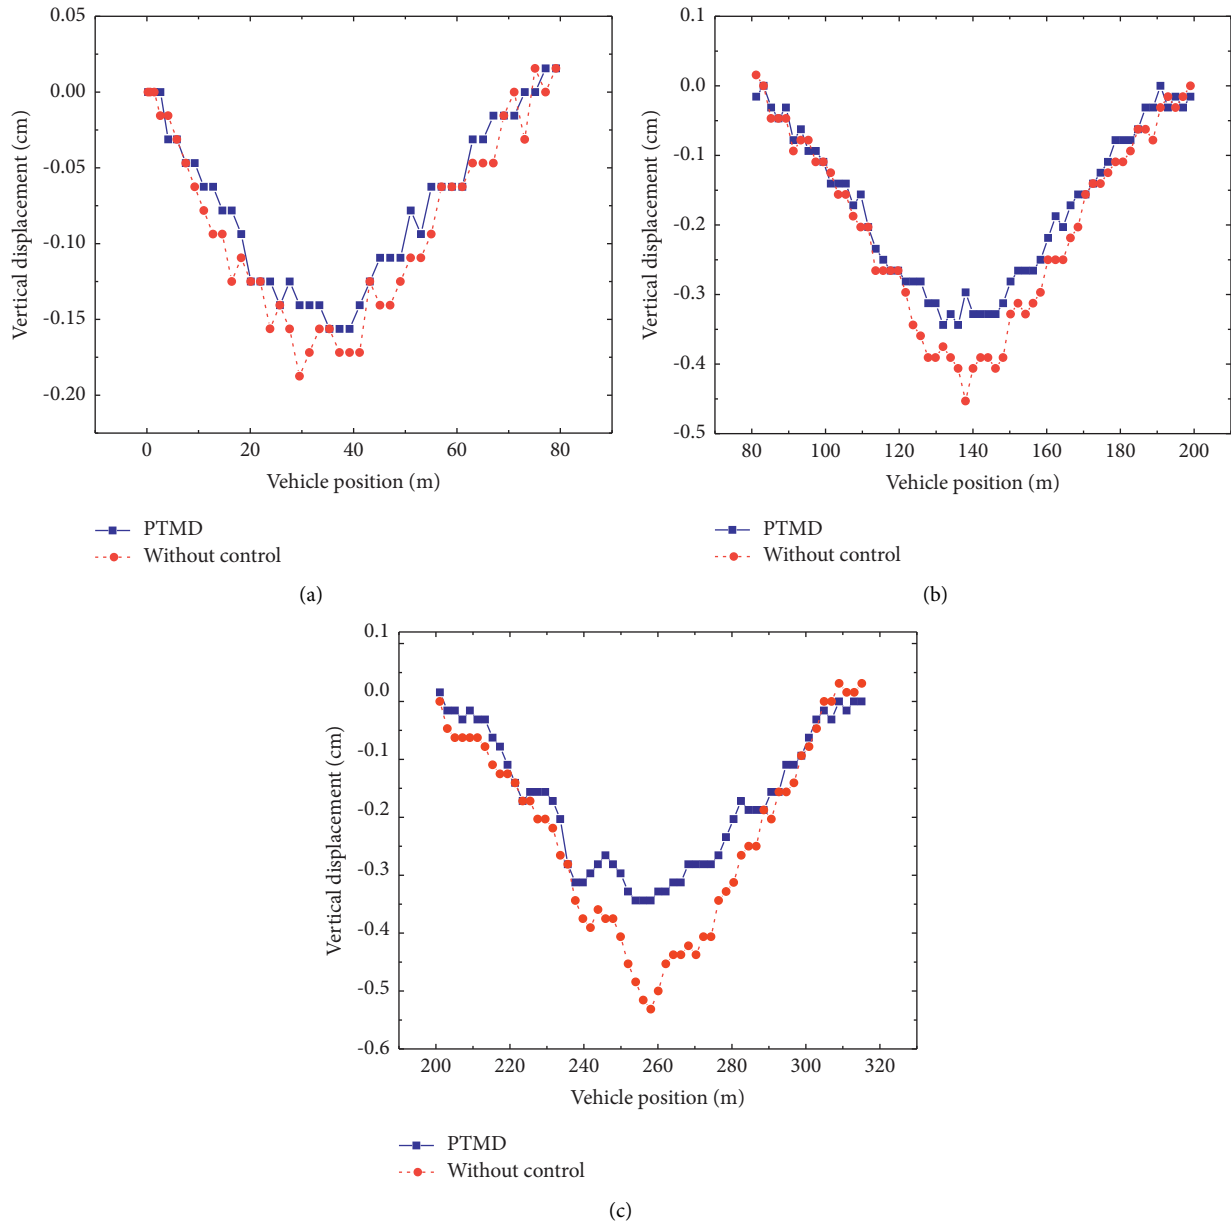 0.05
0.00
-0.05
-0.10
-0.15
-0.20
Vertical displacement (cm)
0 20 40 60 80
Vehicle position (m)
PTMD
Without control
(a)
0.1
0.0
-0.1
-0.2
-0.3
-0.4
-0.5
Vertical displacement (cm)
80 100 120 140 160 180 200
Vehicle position (m)
PTMD
Without control
(b)
0.1
0.0
-0.1
-0.2
-0.3
-0.4
-0.5
-0.6
Vertical displacement (cm)
200 220 240 260 280 300 320
Vehicle position (m)
PTMD
Without control
(c)